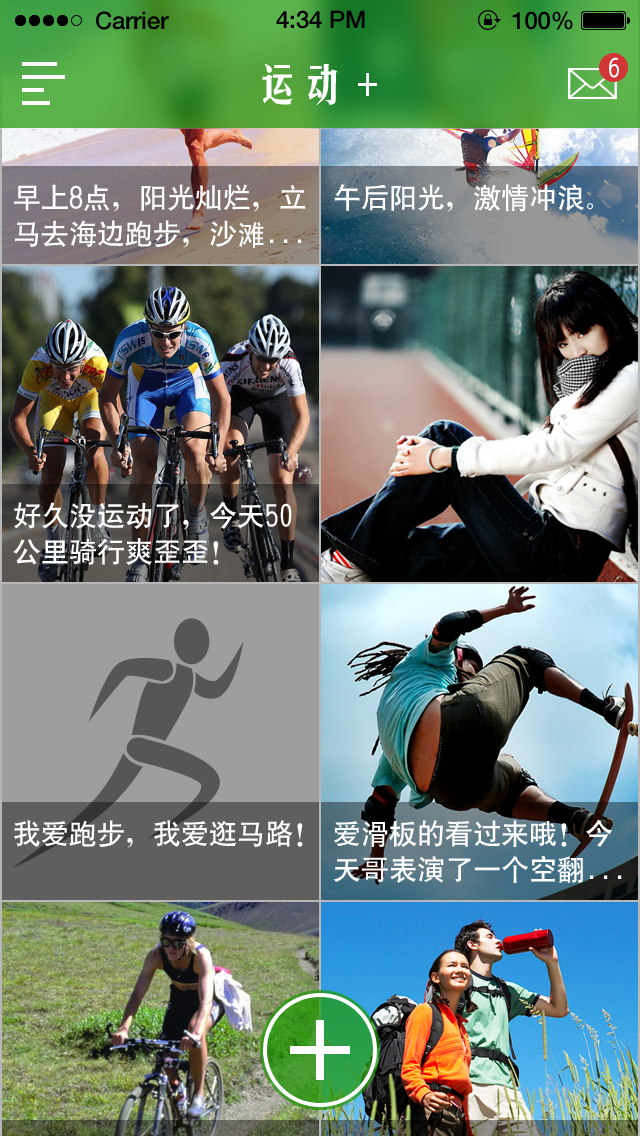 Carrier 4:34 PM 100%
运动+ 6
早上8点，阳光灿烂，立
马去海边跑步，沙滩...
午后阳光，激情冲浪。
SWIS
SIEMENS
好久没运动了，今天50
公里骑行爽歪歪！
我爱跑步，我爱逛马路！
爱滑板的看过来哦！今
天哥表演了一个空翻...